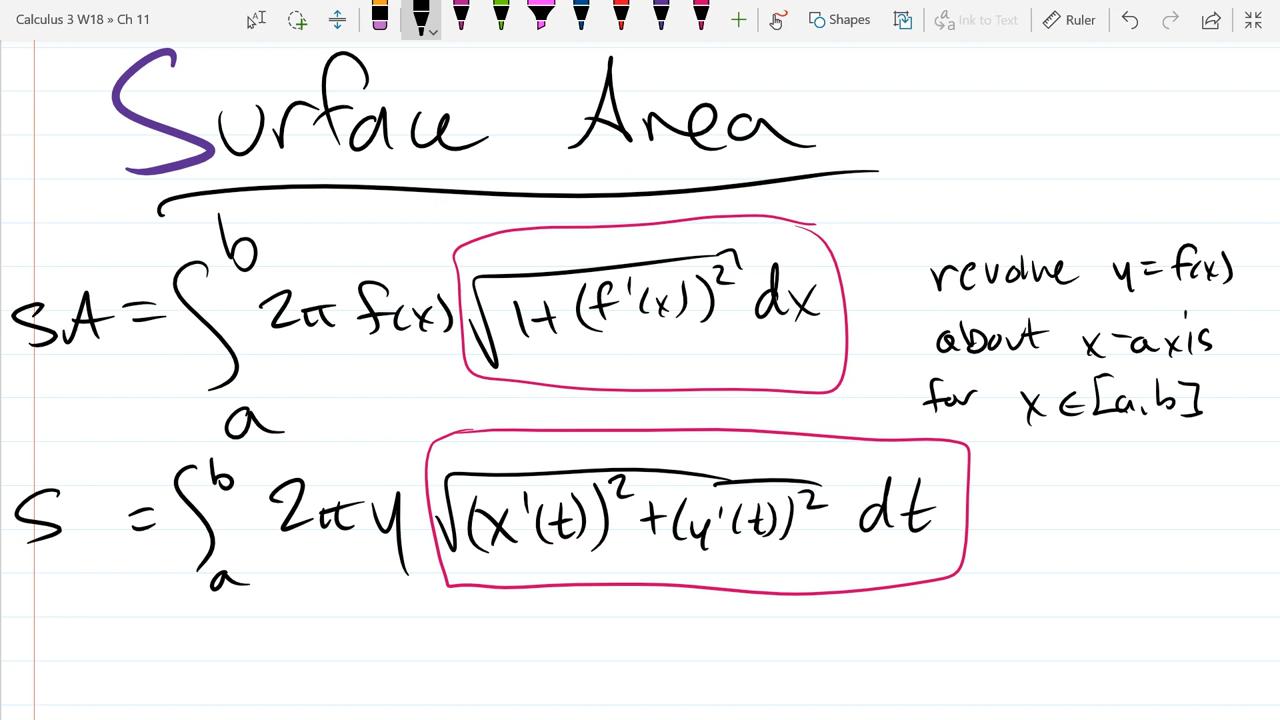 Calculus 3 W18 » Ch 11
Shapes
Ink to Text
Ruler
Surface Area
SA = ∫_a^b 2π f(x) √(1+(f'(x))²) dx
revolve y = f(x)
about x-axis
for x ∈ [a,b]
S = ∫_a^b 2π y √((x'(t))²+(y'(t))²) dt